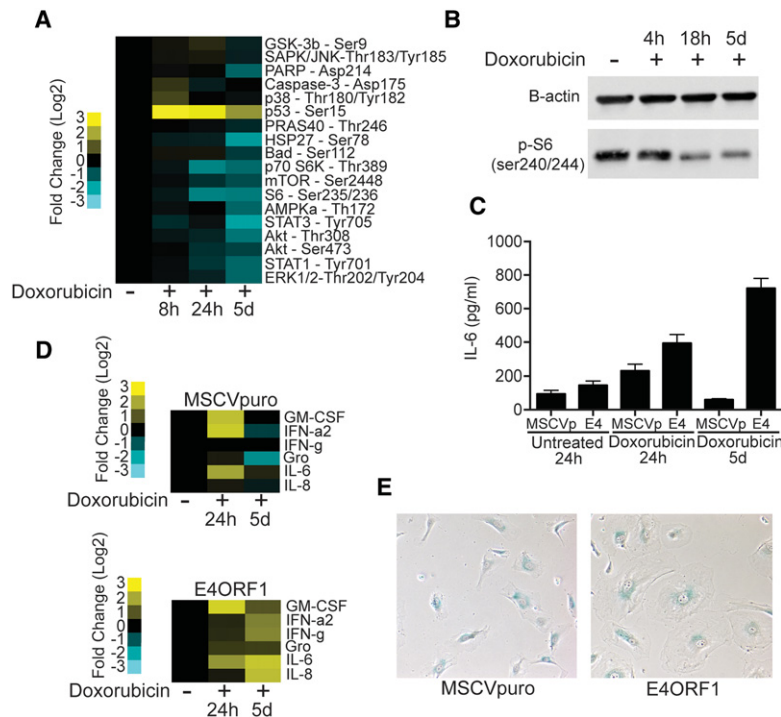 A
Fold Change (Log2)
3
2
1
0
-1
-2
-3
GSK-3b - Ser9
SAPK/JNK-Thr183/Tyr185
PARP - Asp214
Caspase-3 - Asp175
p38 - Thr180/Tyr182
p53 - Ser15
PRAS40 - Thr246
HSP27 - Ser78
Bad - Ser112
p70 S6K - Thr389
mTOR - Ser2448
S6 - Ser235/236
AMPKa - Th172
STAT3 - Tyr705
Akt - Thr308
Akt - Ser473
STAT1 - Tyr701
ERK1/2-Thr202/Tyr204
Doxorubicin - + + +
8h 24h 5d
B
4h 18h 5d
Doxorubicin - + + +
B-actin
p-S6
(ser240/244)
C
IL-6 (pg/ml)
1000
800
600
400
200
0
MSCVp E4 MSCVp E4 MSCVp E4
Untreated Doxorubicin Doxorubicin
24h 24h 5d
D
Fold Change (Log2)
3
2
1
0
-1
-2
-3
MSCVpuro
GM-CSF
IFN-a2
IFN-g
Gro
IL-6
IL-8
Doxorubicin - + +
24h 5d
Fold Change (Log2)
3
2
1
0
-1
-2
-3
E4ORF1
GM-CSF
IFN-a2
IFN-g
Gro
IL-6
IL-8
Doxorubicin - + +
24h 5d
E
MSCVpuro E4ORF1